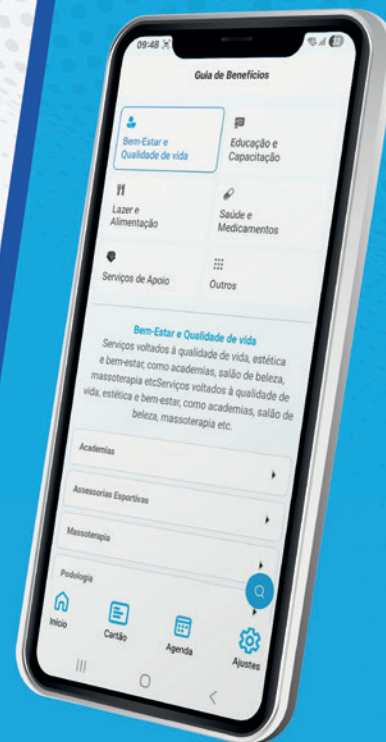 09:48
Guia de Benefícios
Bem-Estar e
Qualidade de vida
Educação e
Capacitação
Lazer e
Alimentação
Saúde e
Medicamentos
Serviços de Apoio
Outros
Bem-Estar e Qualidade de vida
Serviços voltados à qualidade de vida, estética
e bem-estar, como academias, salão de beleza,
massoterapia etcServiços voltados à qualidade de
vida, estética e bem-estar, como academias, salão de
beleza, massoterapia etc.
Academias
Assessorias Esportivas
Massoterapia
Podologia
Início
Cartão
Agenda
Ajustes